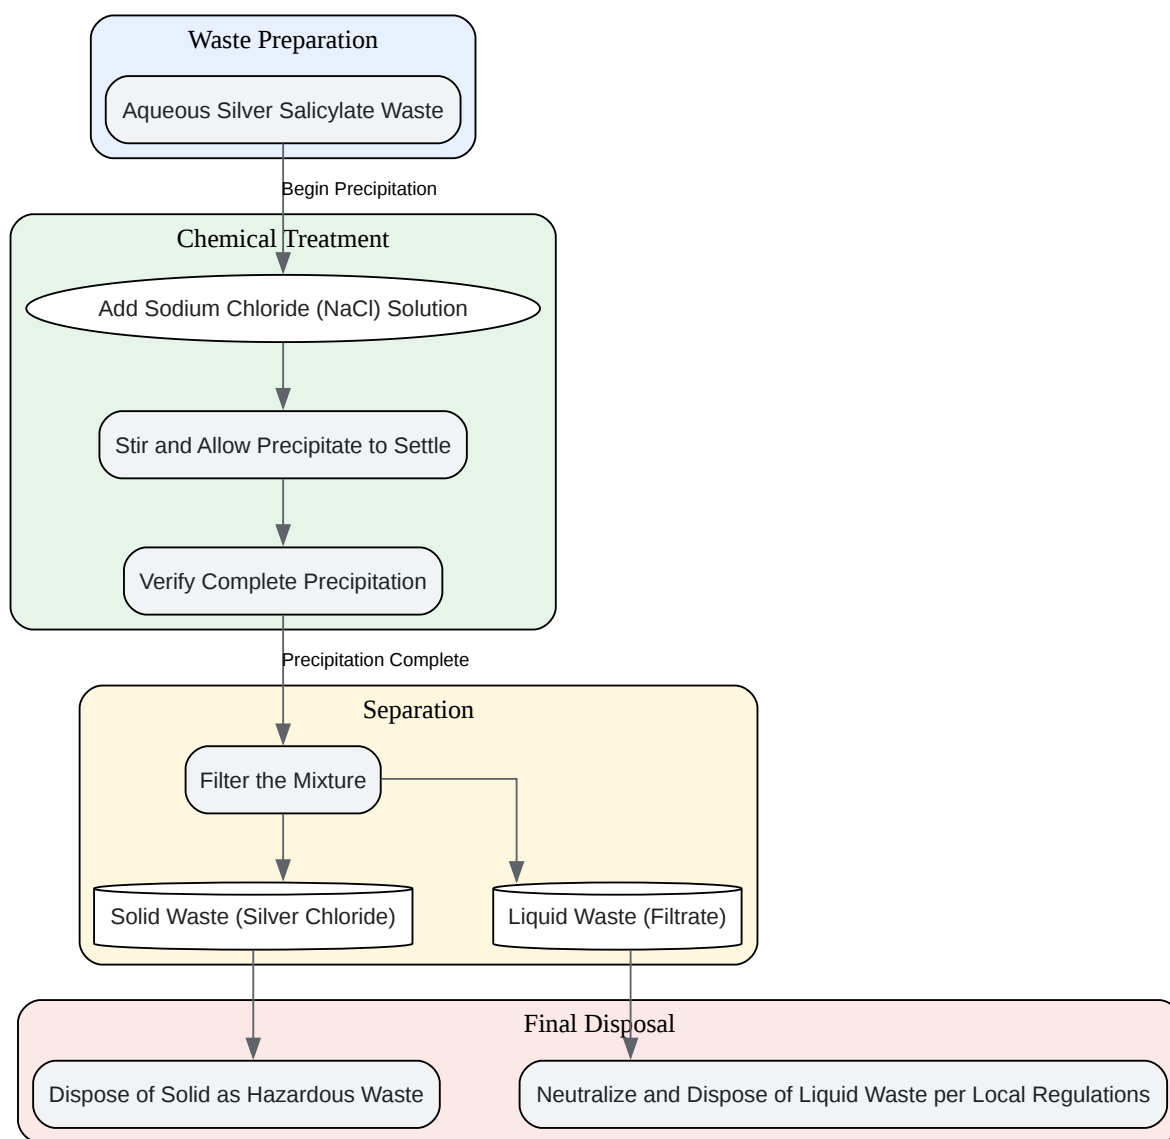 Waste Preparation
Aqueous Silver Salicylate Waste
Begin Precipitation
Chemical Treatment
Add Sodium Chloride (NaCl) Solution
Stir and Allow Precipitate to Settle
Verify Complete Precipitation
Precipitation Complete
Separation
Filter the Mixture
Solid Waste (Silver Chloride)
Liquid Waste (Filtrate)
Final Disposal
Dispose of Solid as Hazardous Waste
Neutralize and Dispose of Liquid Waste per Local Regulations